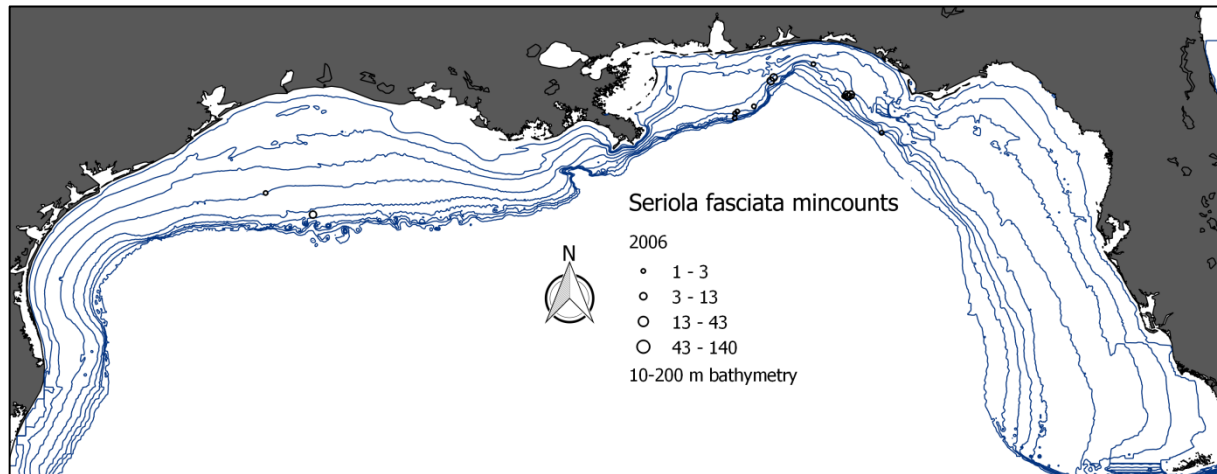 Seriola fasciata mincounts
2006
N
1 - 3
3 - 13
13 - 43
43 - 140
10-200 m bathymetry